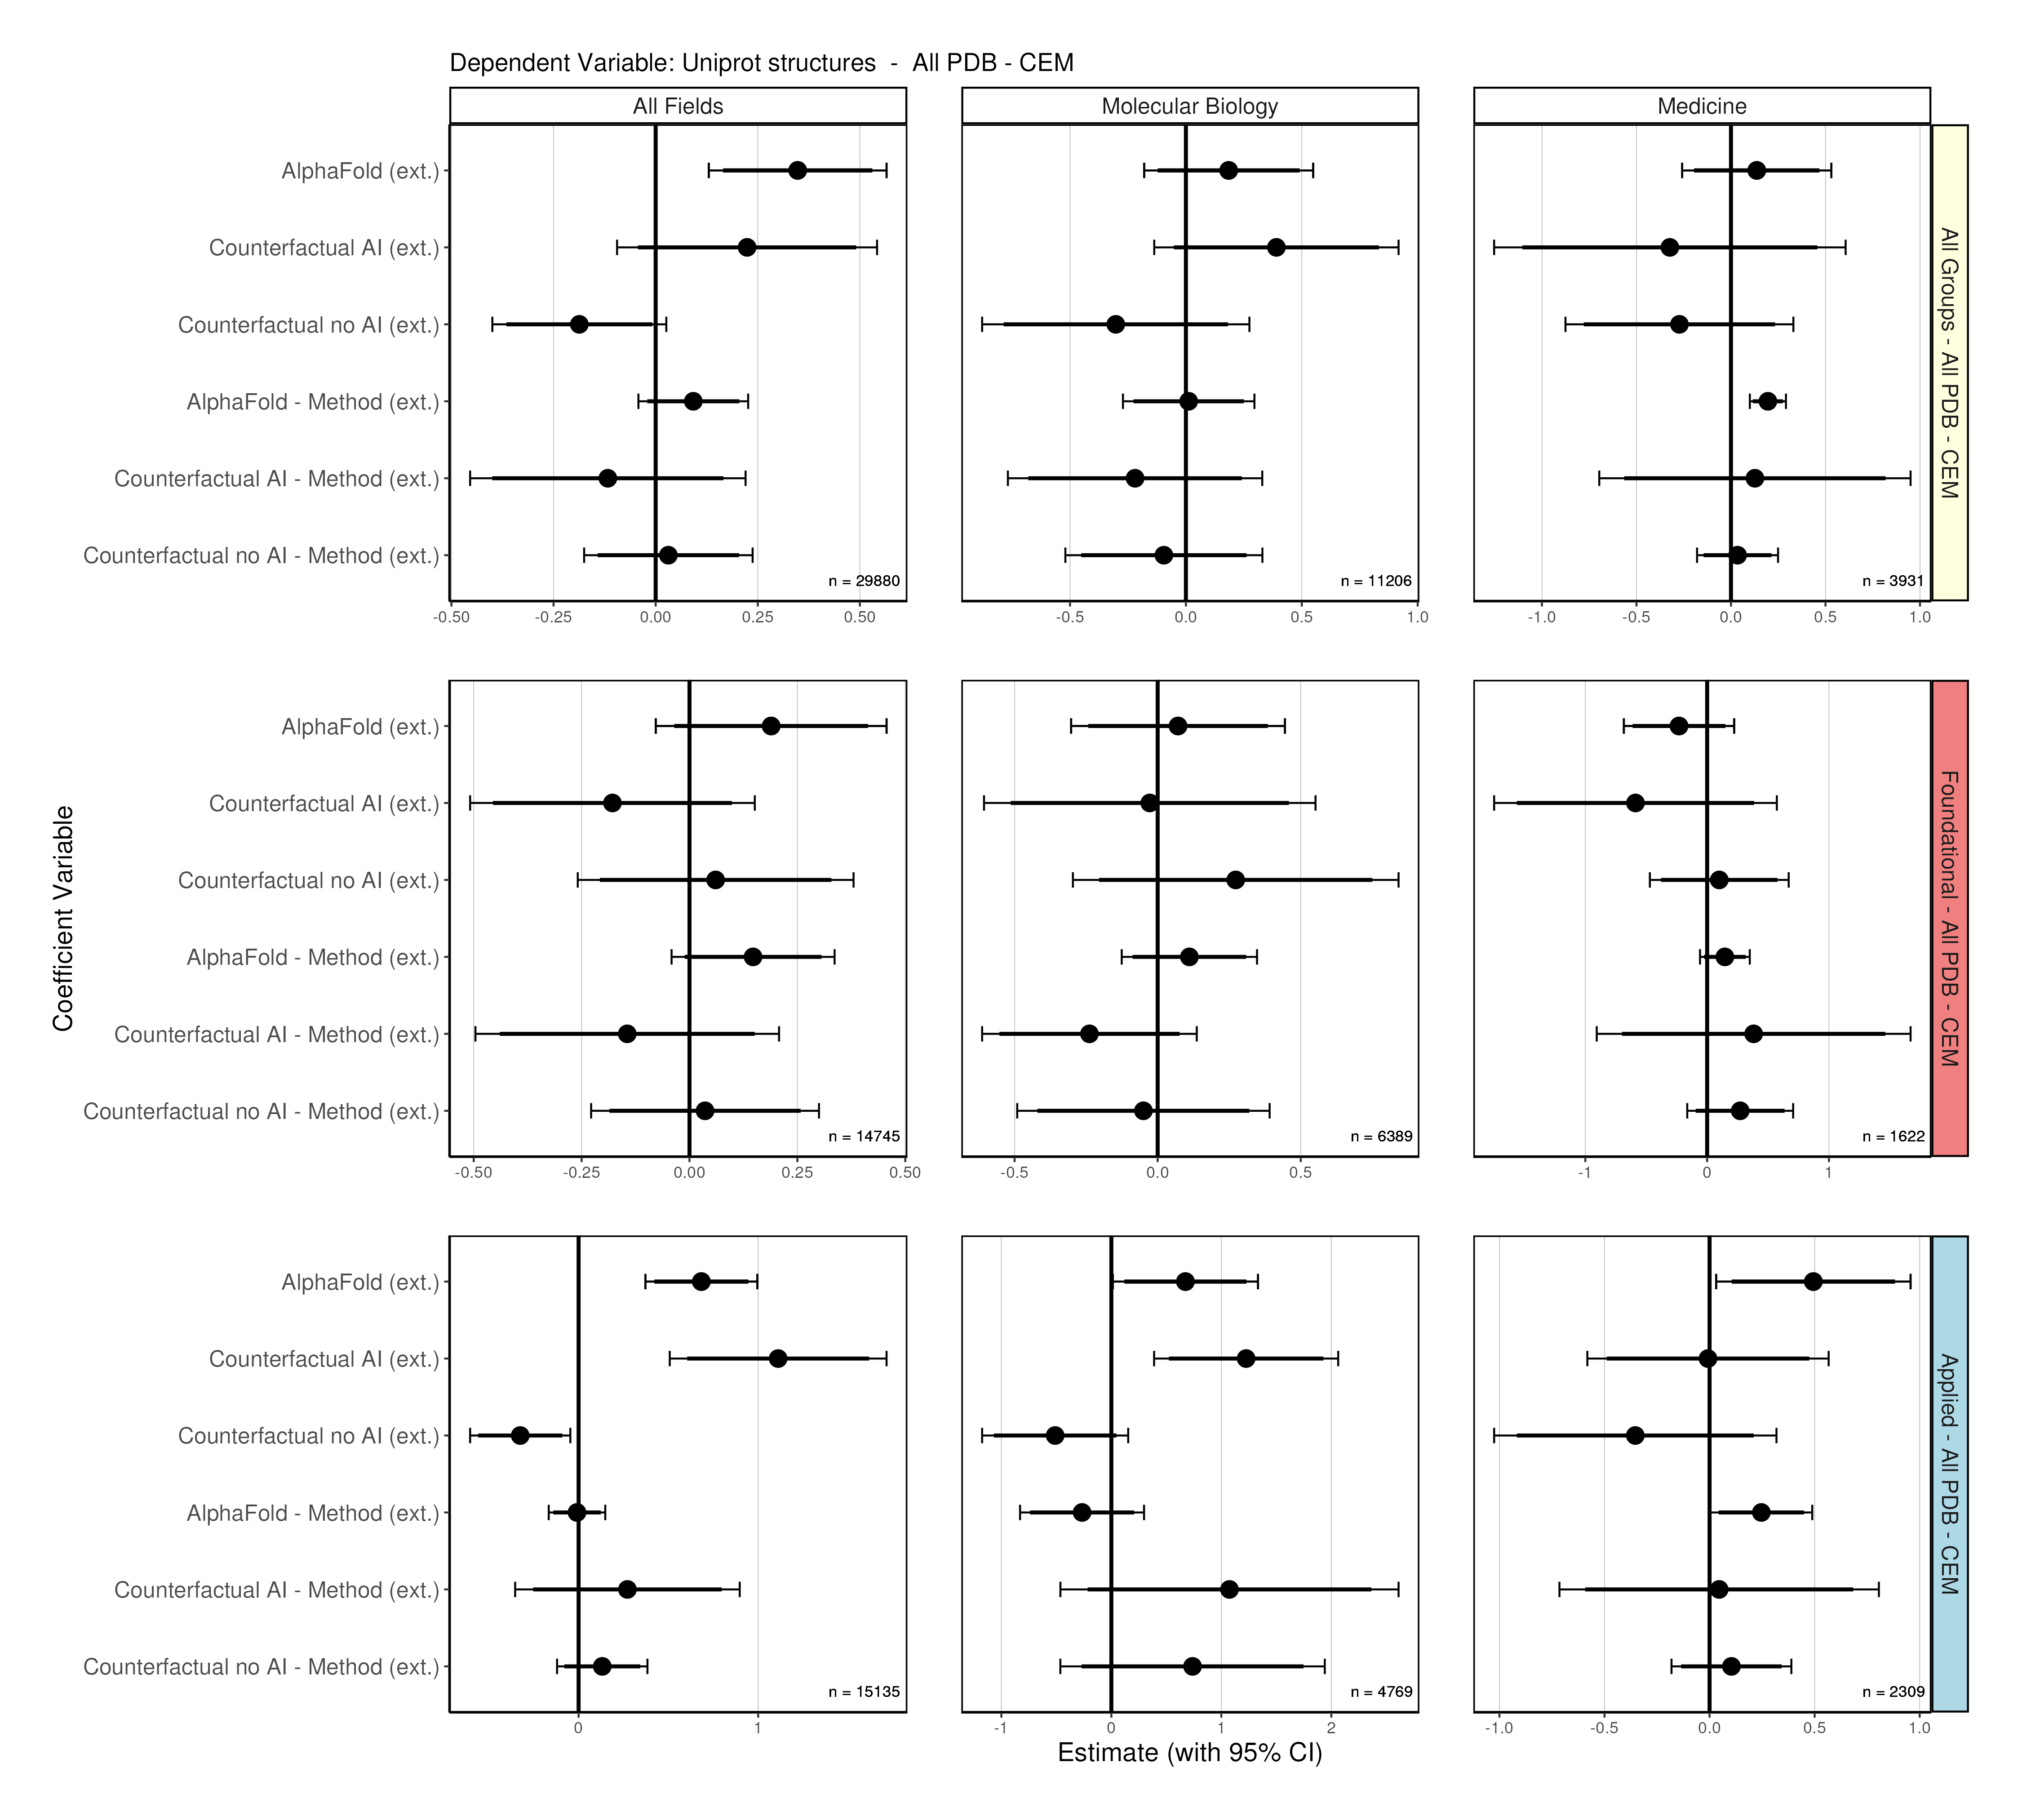 Dependent Variable: Uniprot structures - All PDB - CEM
All Fields
Molecular Biology
Medicine
AlphaFold (ext.)
Counterfactual AI (ext.)
Counterfactual no AI (ext.)
AlphaFold - Method (ext.)
Counterfactual AI - Method (ext.)
Counterfactual no AI - Method (ext.)
n = 29880
n = 11206
n = 3931
All Groups - All PDB - CEM
-0.50 -0.25 0.00 0.25 0.50
-0.5 0.0 0.5 1.0
-1.0 -0.5 0.0 0.5 1.0
Coefficient Variable
AlphaFold (ext.)
Counterfactual AI (ext.)
Counterfactual no AI (ext.)
AlphaFold - Method (ext.)
Counterfactual AI - Method (ext.)
Counterfactual no AI - Method (ext.)
n = 14745
n = 6389
n = 1622
Foundational - All PDB - CEM
-0.50 -0.25 0.00 0.25 0.50
-0.5 0.0 0.5
-1 0 1
AlphaFold (ext.)
Counterfactual AI (ext.)
Counterfactual no AI (ext.)
AlphaFold - Method (ext.)
Counterfactual AI - Method (ext.)
Counterfactual no AI - Method (ext.)
n = 15135
n = 4769
n = 2309
Applied - All PDB - CEM
0 1
-1 0 1 2
-1.0 -0.5 0.0 0.5 1.0
Estimate (with 95% CI)